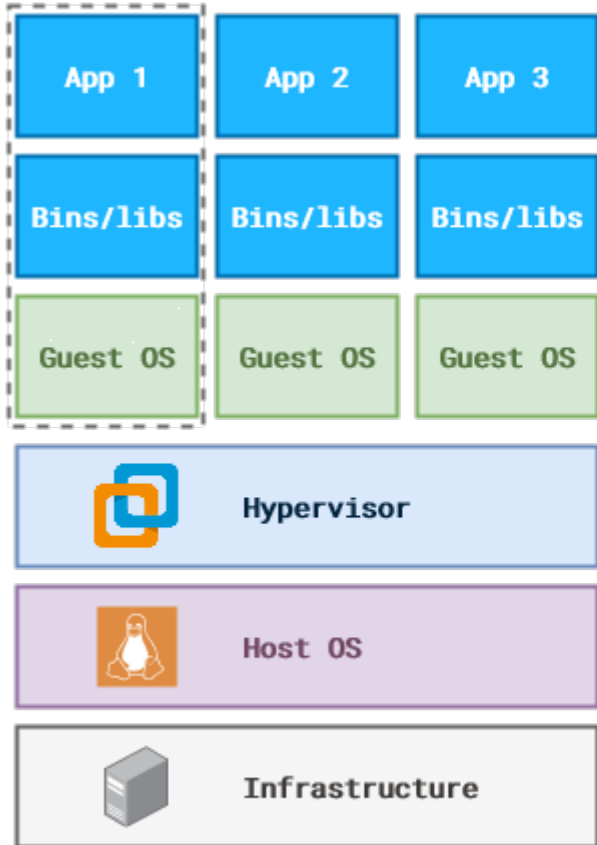 App 1 App 2 App 3
Bins/libs Bins/libs Bins/libs
Guest OS Guest OS Guest OS
Hypervisor
Host OS
Infrastructure